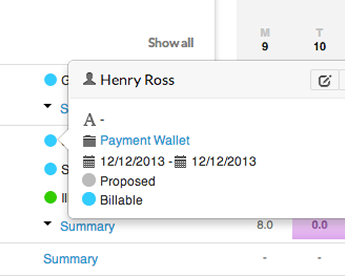 M T
Show all 9 10
Henry Ross
A -
Payment Wallet
12/12/2013 - 12/12/2013
Proposed
Billable
Summary 8.0 0.0
Summary - -